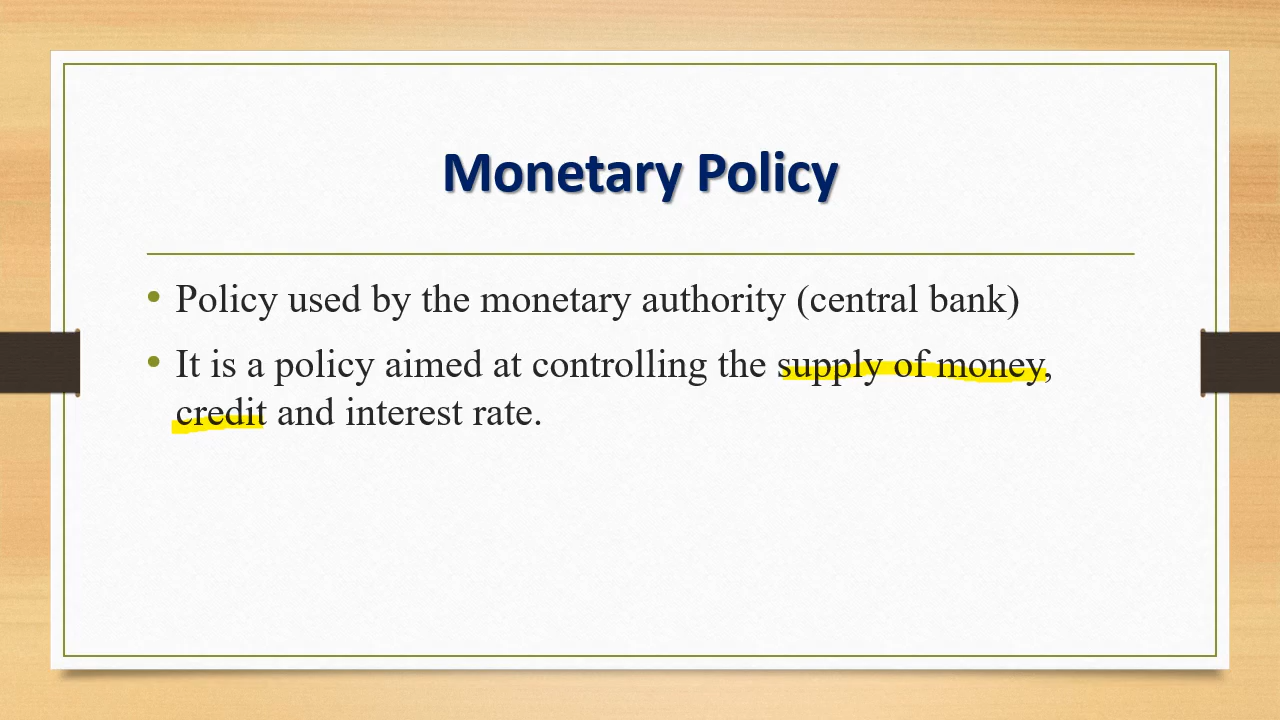 Monetary Policy
• Policy used by the monetary authority (central bank)
• It is a policy aimed at controlling the supply of money,
credit and interest rate.